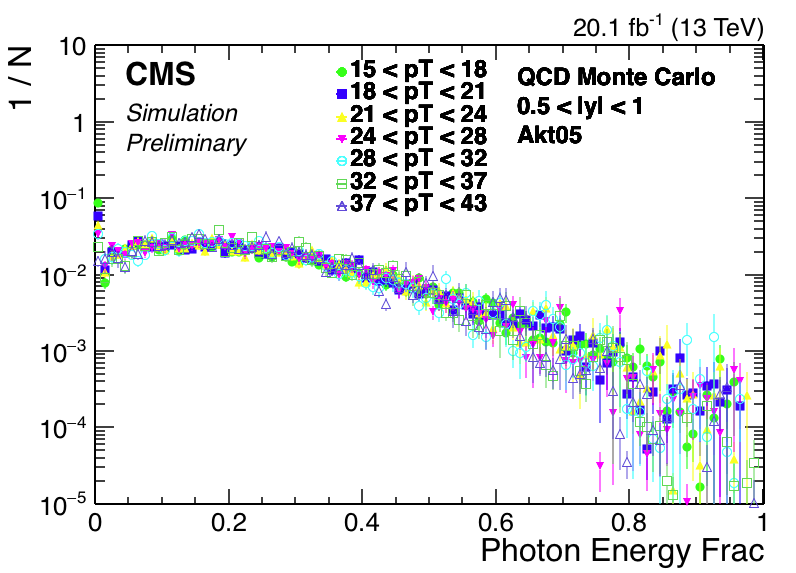 20.1 fb⁻¹ (13 TeV)
1 / N
CMS
Simulation
Preliminary
15 < pT < 18
18 < pT < 21
21 < pT < 24
24 < pT < 28
28 < pT < 32
32 < pT < 37
37 < pT < 43
QCD Monte Carlo
0.5 < |y| < 1
Akt05
10
1
10⁻¹
10⁻²
10⁻³
10⁻⁴
10⁻⁵
0 0.2 0.4 0.6 0.8 1
Photon Energy Frac